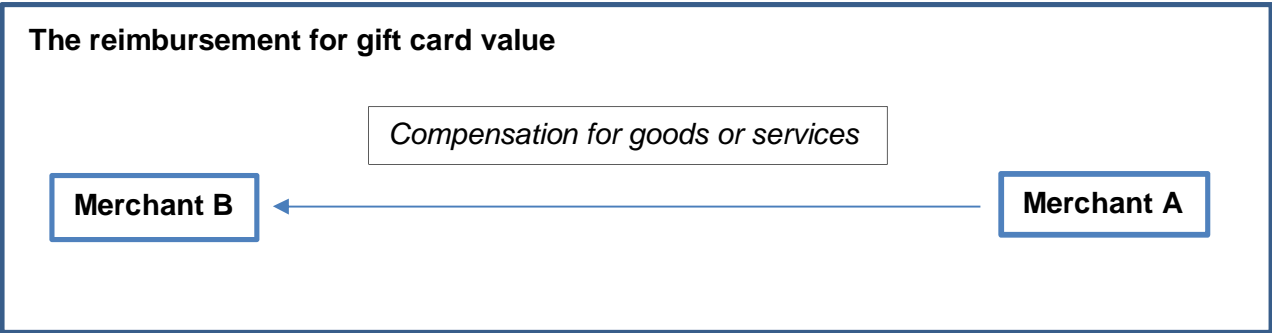 The reimbursement for gift card value
Compensation for goods or services
Merchant B
Merchant A